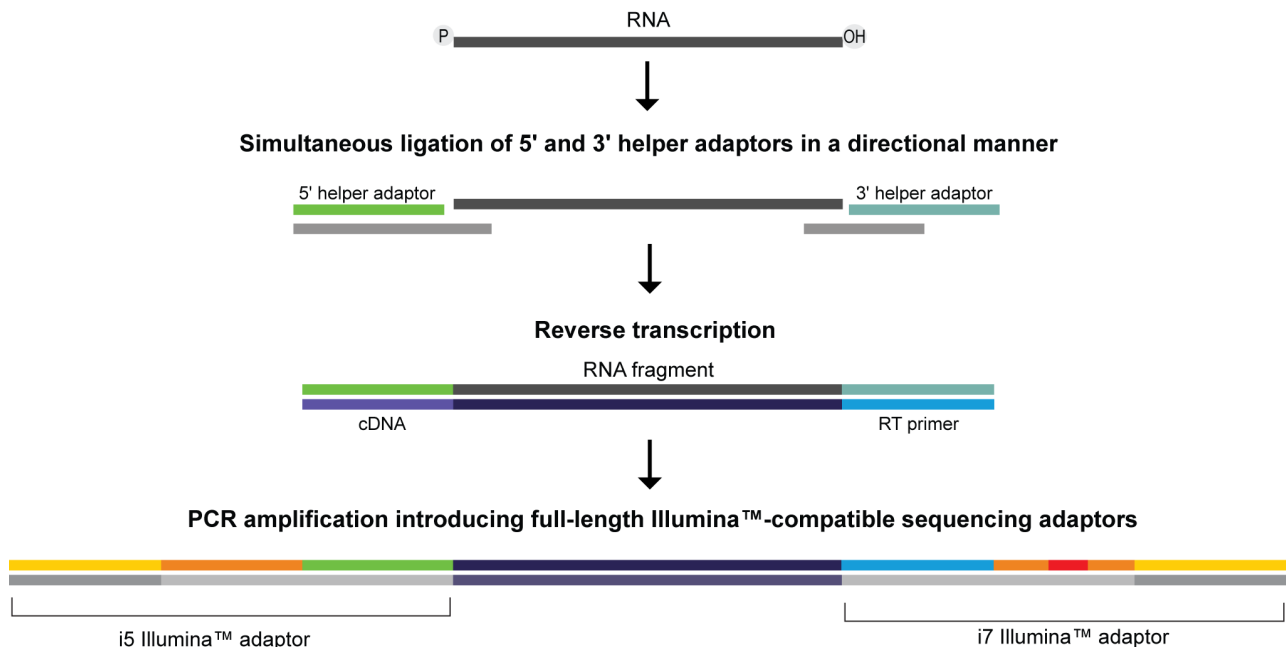 RNA
P
OH
Simultaneous ligation of 5' and 3' helper adaptors in a directional manner
5' helper adaptor
3' helper adaptor
Reverse transcription
RNA fragment
cDNA
RT primer
PCR amplification introducing full-length Illumina™-compatible sequencing adaptors
i5 Illumina™ adaptor
i7 Illumina™ adaptor